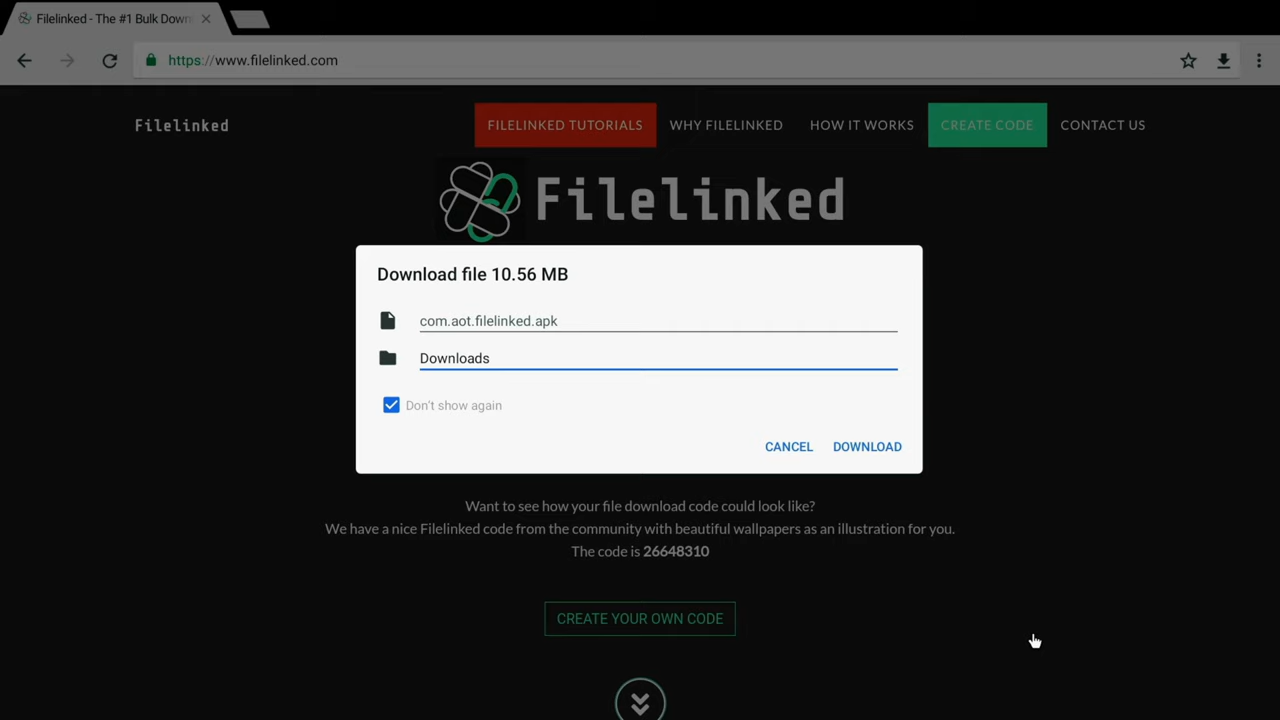 Filelinked - The #1 Bulk Down
https://www.filelinked.com
Filelinked
FILELINKED TUTORIALS
WHY FILELINKED
HOW IT WORKS
CREATE CODE
CONTACT US
Filelinked
Download file 10.56 MB
com.aot.filelinked.apk
Downloads
Don't show again
CANCEL
DOWNLOAD
Want to see how your file download code could look like?
We have a nice Filelinked code from the community with beautiful wallpapers as an illustration for you.
The code is 26648310
CREATE YOUR OWN CODE